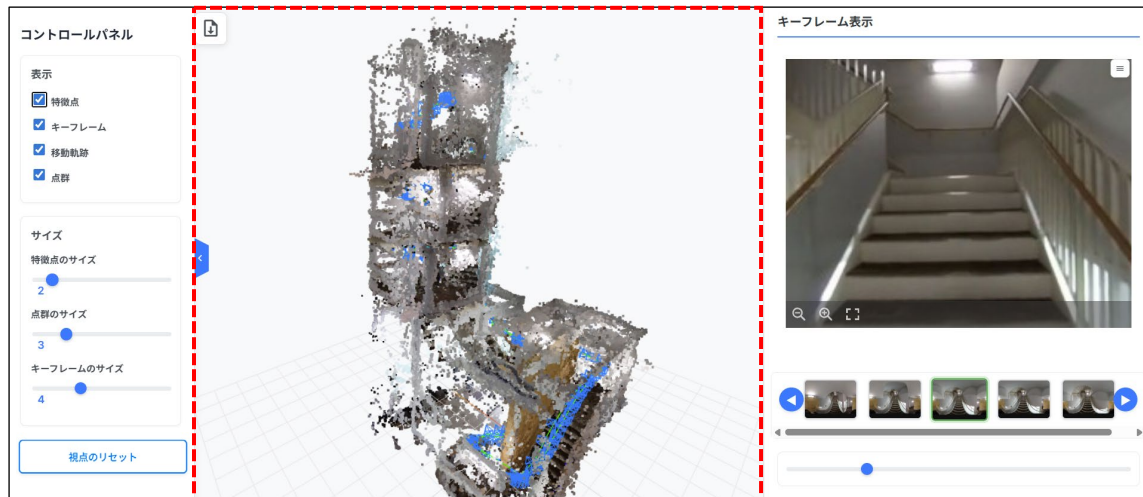 コントロールパネル
表示
特徴点
キーフレーム
移動軌跡
点群
サイズ
特徴点のサイズ
2
点群のサイズ
3
キーフレームのサイズ
4
視点のリセット
キーフレーム表示